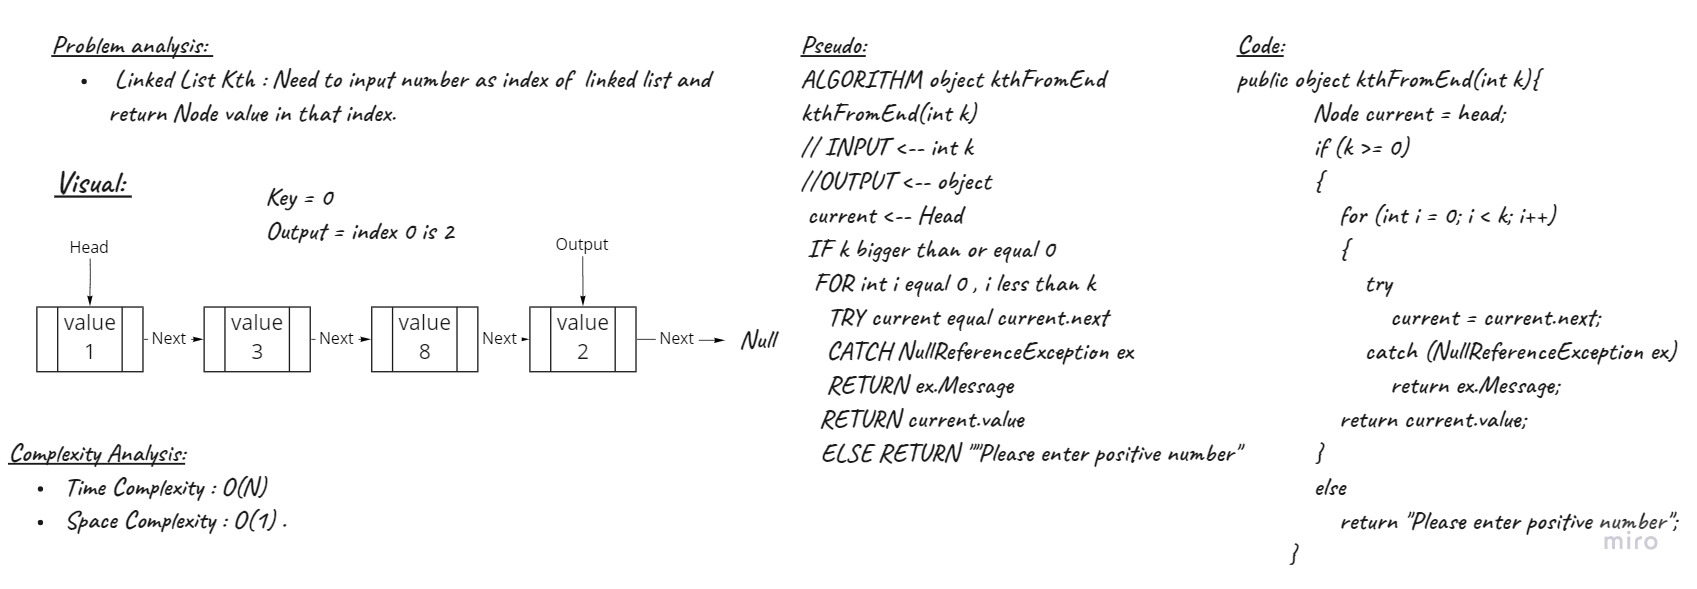 Problem analysis:
• Linked List Kth : Need to input number as index of linked list and
return Node value in that index.
Visual:
Key = 0
Output = index 0 is 2
Head
Output
value
1
Next
value
3
Next
value
8
Next
value
2
Next
Null
Complexity Analysis:
• Time Complexity : O(N)
• Space Complexity : O(1) .
Pseudo:
ALGORITHM object kthFromEnd
kthFromEnd(int k)
// INPUT <-- int k
//OUTPUT <-- object
current <-- Head
IF k bigger than or equal 0
FOR int i equal 0 , i less than k
TRY current equal current.next
CATCH NullReferenceException ex
RETURN ex.Message
RETURN current.value
ELSE RETURN ""Please enter positive number"
Code:
public object kthFromEnd(int k){
Node current = head;
if (k >= 0)
{
for (int i = 0; i < k; i++)
{
try
current = current.next;
catch (NullReferenceException ex)
return ex.Message;
return current.value;
}
else
return "Please enter positive number";
}
miro